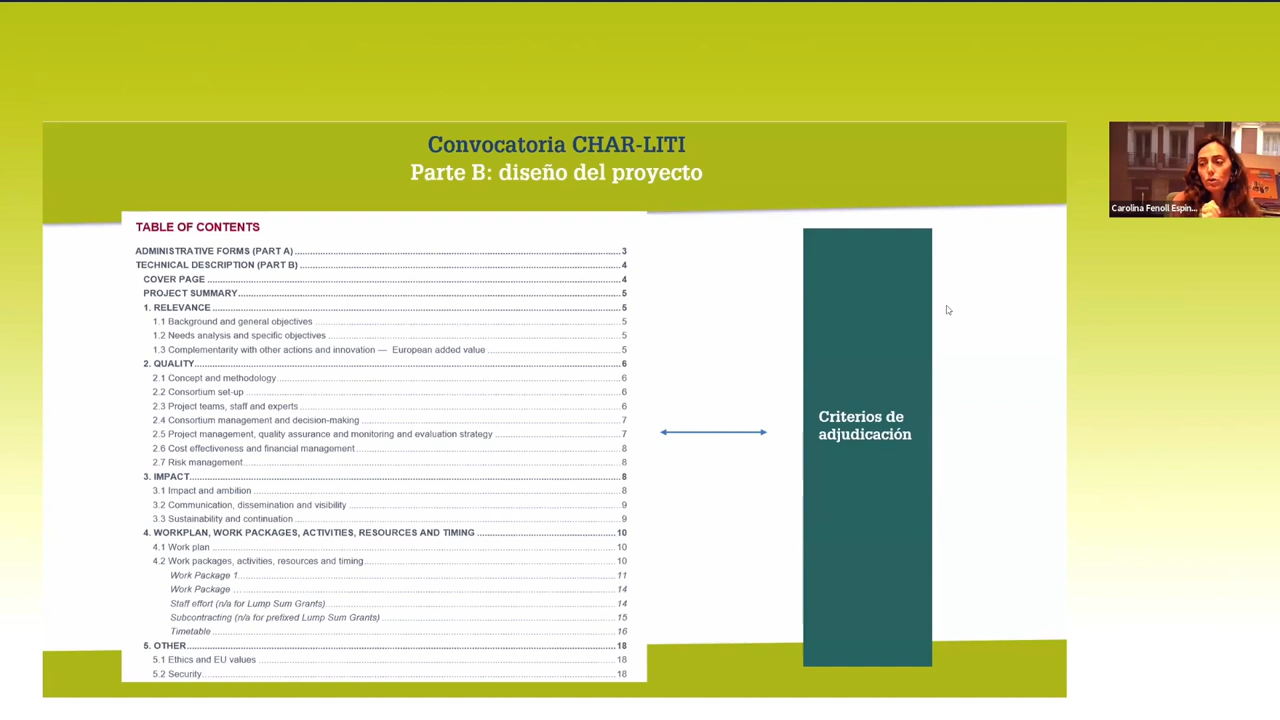 Convocatoria CHAR-LITI
Parte B: diseño del proyecto
TABLE OF CONTENTS
ADMINISTRATIVE FORMS (PART A) 3
TECHNICAL DESCRIPTION (PART B) 4
COVER PAGE 4
PROJECT SUMMARY 5
1. RELEVANCE 5
1.1 Background and general objectives 5
1.2 Needs analysis and specific objectives 5
1.3 Complementarity with other actions and innovation — European added value 5
2. QUALITY 6
2.1 Concept and methodology 6
2.2 Consortium set-up 6
2.3 Project teams, staff and experts 6
2.4 Consortium management and decision-making 7
2.5 Project management, quality assurance and monitoring and evaluation strategy 7
2.6 Cost effectiveness and financial management 8
2.7 Risk management 8
3. IMPACT 8
3.1 Impact and ambition 8
3.2 Communication, dissemination and visibility 9
3.3 Sustainability and continuation 9
4. WORKPLAN, WORK PACKAGES, ACTIVITIES, RESOURCES AND TIMING 10
4.1 Work plan 10
4.2 Work packages, activities, resources and timing 10
Work Package 1 11
Work Package … 14
Staff effort (n/a for Lump Sum Grants) 14
Subcontracting (n/a for prefixed Lump Sum Grants) 15
Timetable 16
5. OTHER 18
5.1 Ethics and EU values 18
5.2 Security 18
Criterios de
adjudicación
Carolina Fenoll Espin...